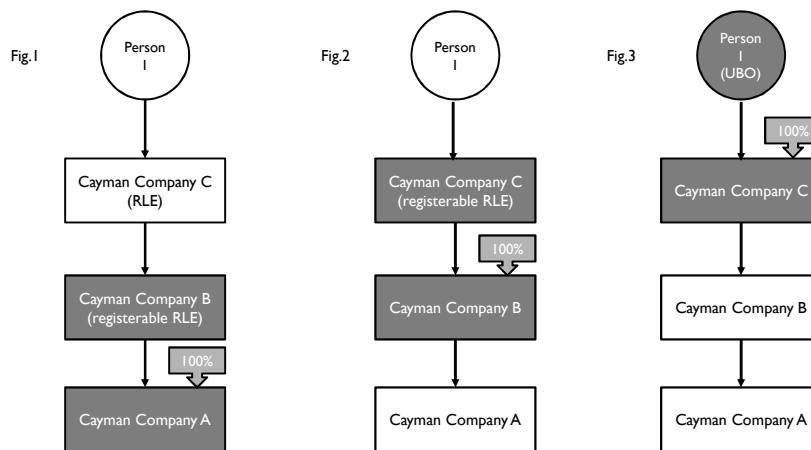 Fig.1
Person
1
Cayman Company C
(RLE)
Cayman Company B
(registerable RLE)
100%
Cayman Company A
Fig.2
Person
1
Cayman Company C
(registerable RLE)
100%
Cayman Company B
Cayman Company A
Fig.3
Person
1
(UBO)
100%
Cayman Company C
Cayman Company B
Cayman Company A